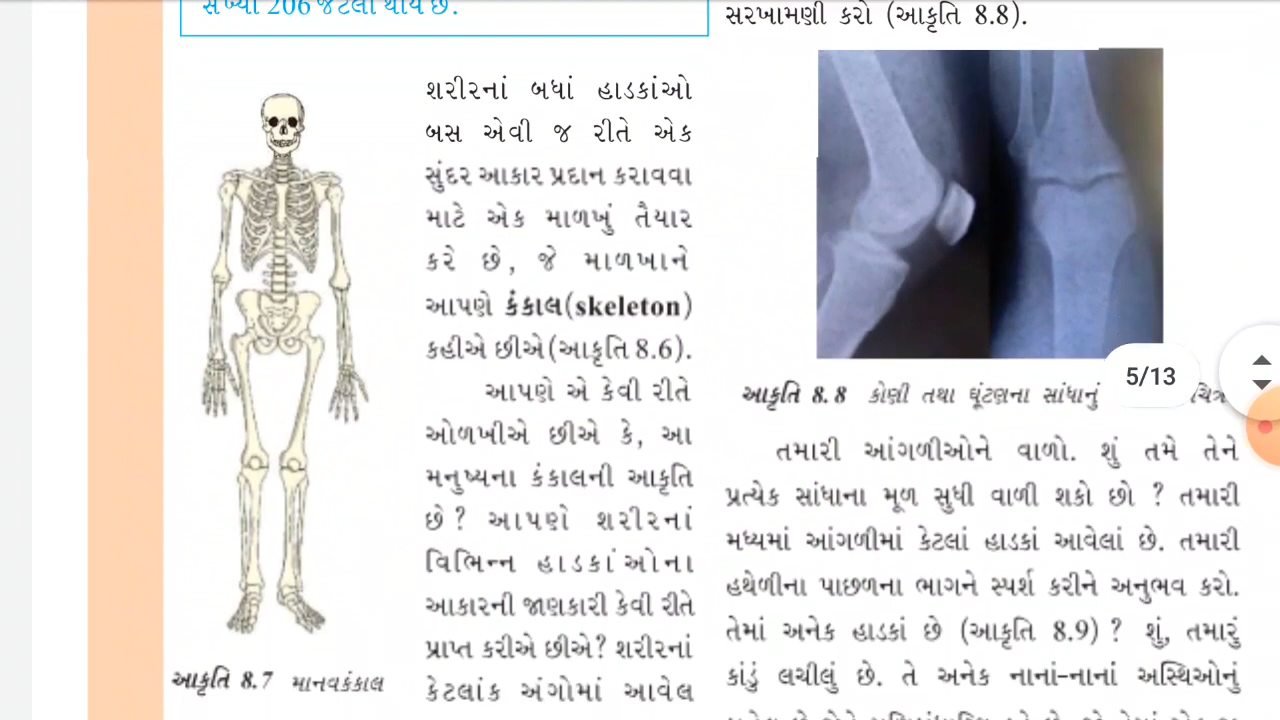 સંખ્યા 206 જેટલી થાય છે.
શરીરનાં બધાં હાડકાંઓ
બસ એવી જ રીતે એક
સુંદર આકાર પ્રદાન કરાવવા
માટે એક માળખું તૈયાર
કરે છે, જે માળખાને
આપણે કંકાલ(skeleton)
કહીએ છીએ(આકૃતિ 8.6).
આપણે એ કેવી રીતે
ઓળખીએ છીએ કે, આ
મનુષ્યના કંકાલની આકૃતિ
છે? આપણો શરીરનાં
વિભિન્ન હાડકાંઓના
આકારની જાણકારી કેવી રીતે
પ્રાપ્ત કરીએ છીએ? શરીરનાં
કેટલાંક અંગોમાં આવેલ
આકૃતિ 8.7 માનવકંકાલ
સરખામણી કરો (આકૃતિ 8.8).
5/13
આકૃતિ 8.8 કોણી તથા ઘૂંટણના સાંધાનું
તમારી આંગળીઓને વાળો. શું તમે તેને
પ્રત્યેક સાંધાના મૂળ સુધી વાળી શકો છો ? તમારી
મધ્યમાં આંગળીમાં કેટલાં હાડકાં આવેલાં છે. તમારી
હથેળીના પાછળના ભાગને સ્પર્શ કરીને અનુભવ કરો.
તેમાં અનેક હાડકાં છે (આકૃતિ 8.9) ? શું, તમારું
કાંડું લચીલું છે. તે અનેક નાનાં-નાનાં અસ્થિઓનું